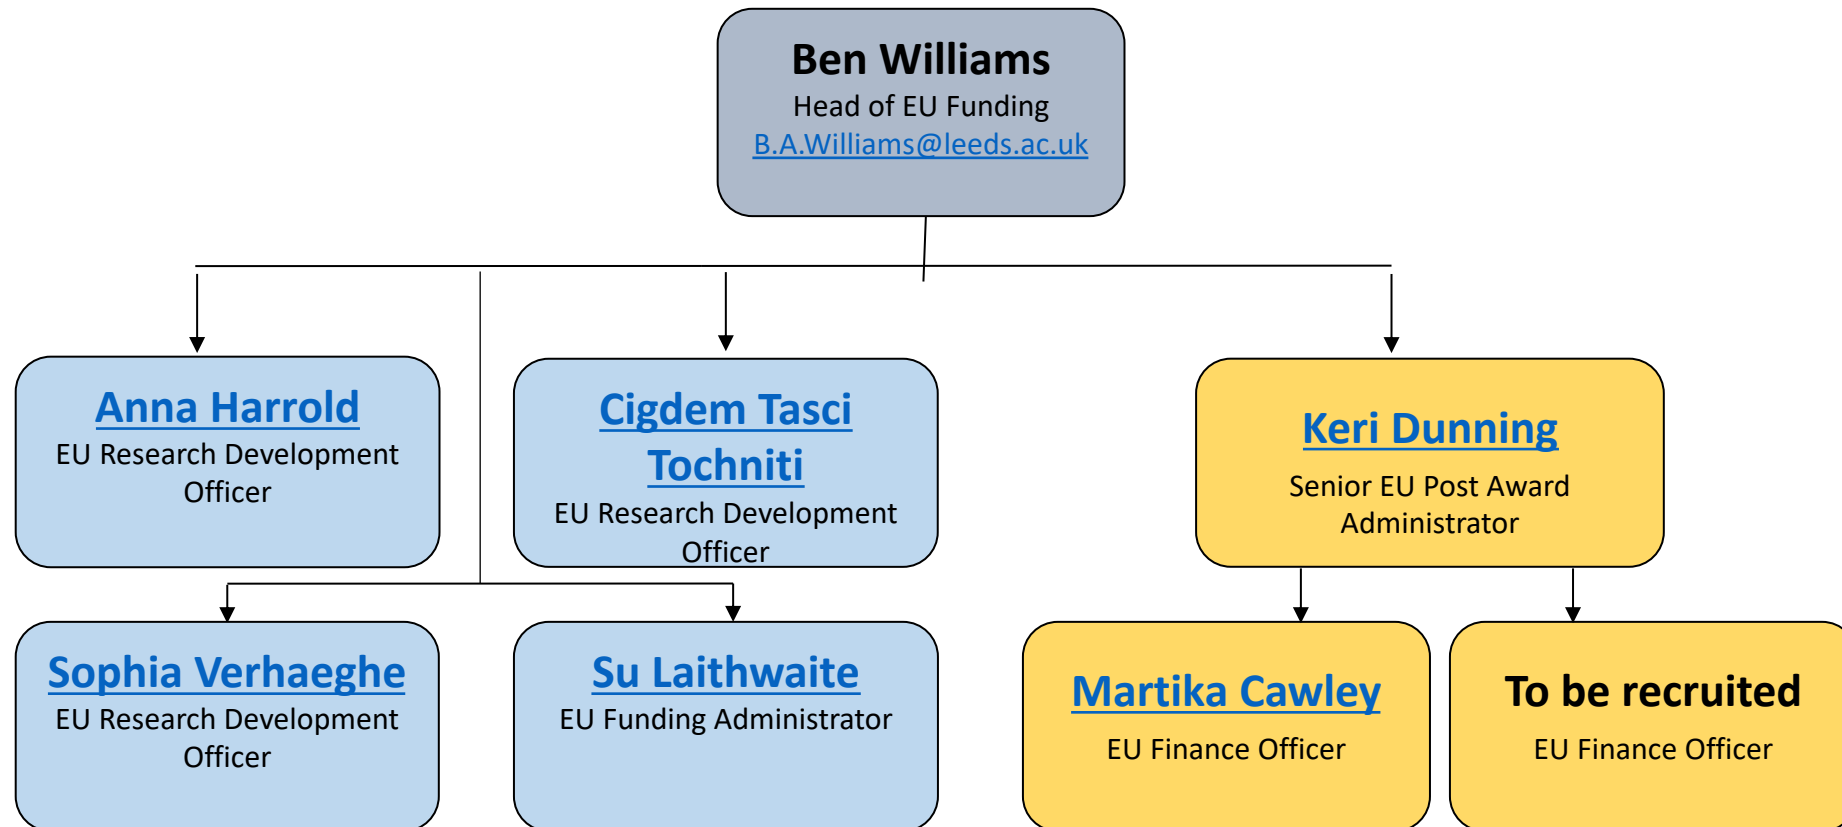 Ben Williams
Head of EU Funding
B.A.Williams@leeds.ac.uk
Anna Harrold
EU Research Development
Officer
Cigdem Tasci
Tochniti
EU Research Development
Officer
Keri Dunning
Senior EU Post Award
Administrator
Sophia Verhaeghe
EU Research Development
Officer
Su Laithwaite
EU Funding Administrator
Martika Cawley
EU Finance Officer
To be recruited
EU Finance Officer